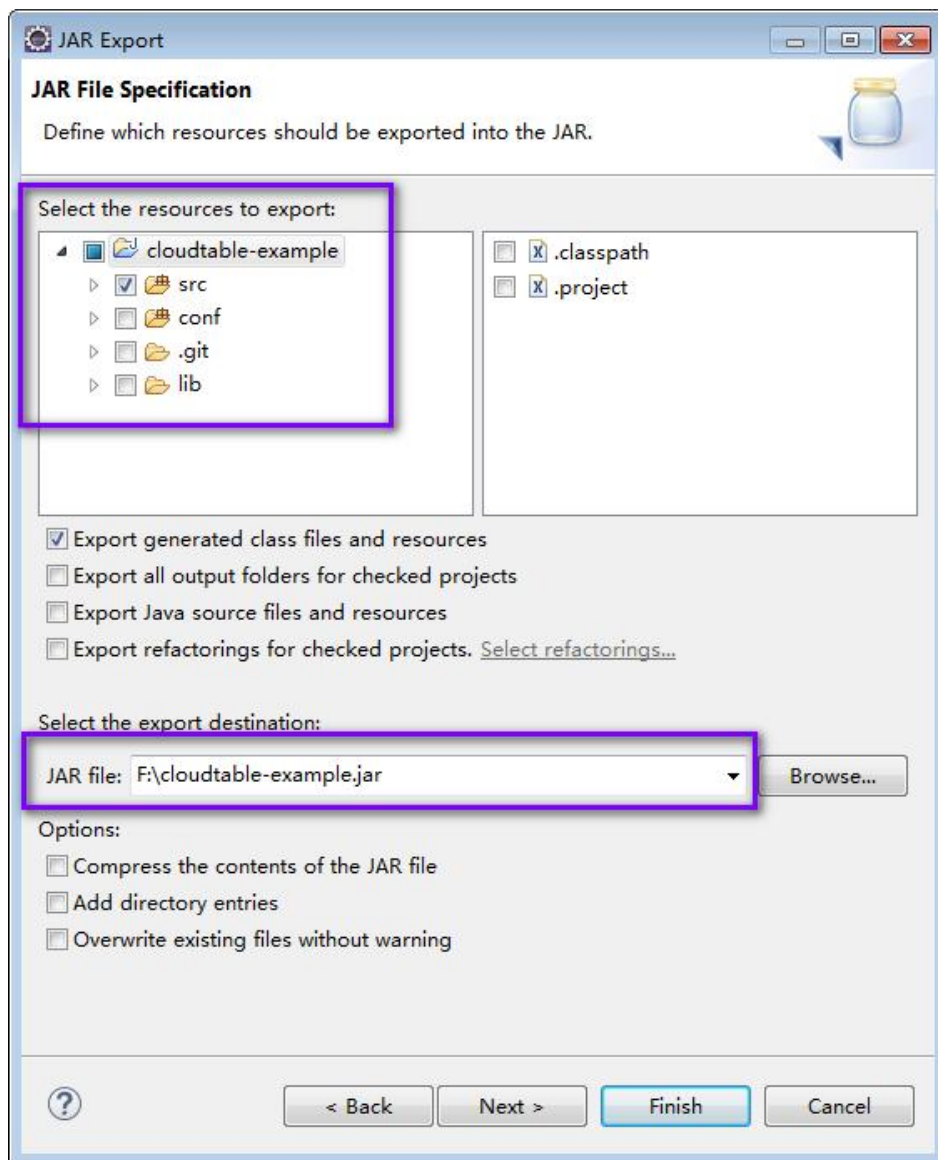 JAR Export
JAR File Specification
Define which resources should be exported into the JAR.
Select the resources to export:
cloudtable-example
src
conf
.git
lib
.classpath
.project
Export generated class files and resources
Export all output folders for checked projects
Export Java source files and resources
Export refactorings for checked projects. Select refactorings...
Select the export destination:
JAR file: F:\cloudtable-example.jar Browse...
Options:
Compress the contents of the JAR file
Add directory entries
Overwrite existing files without warning
< Back Next > Finish Cancel